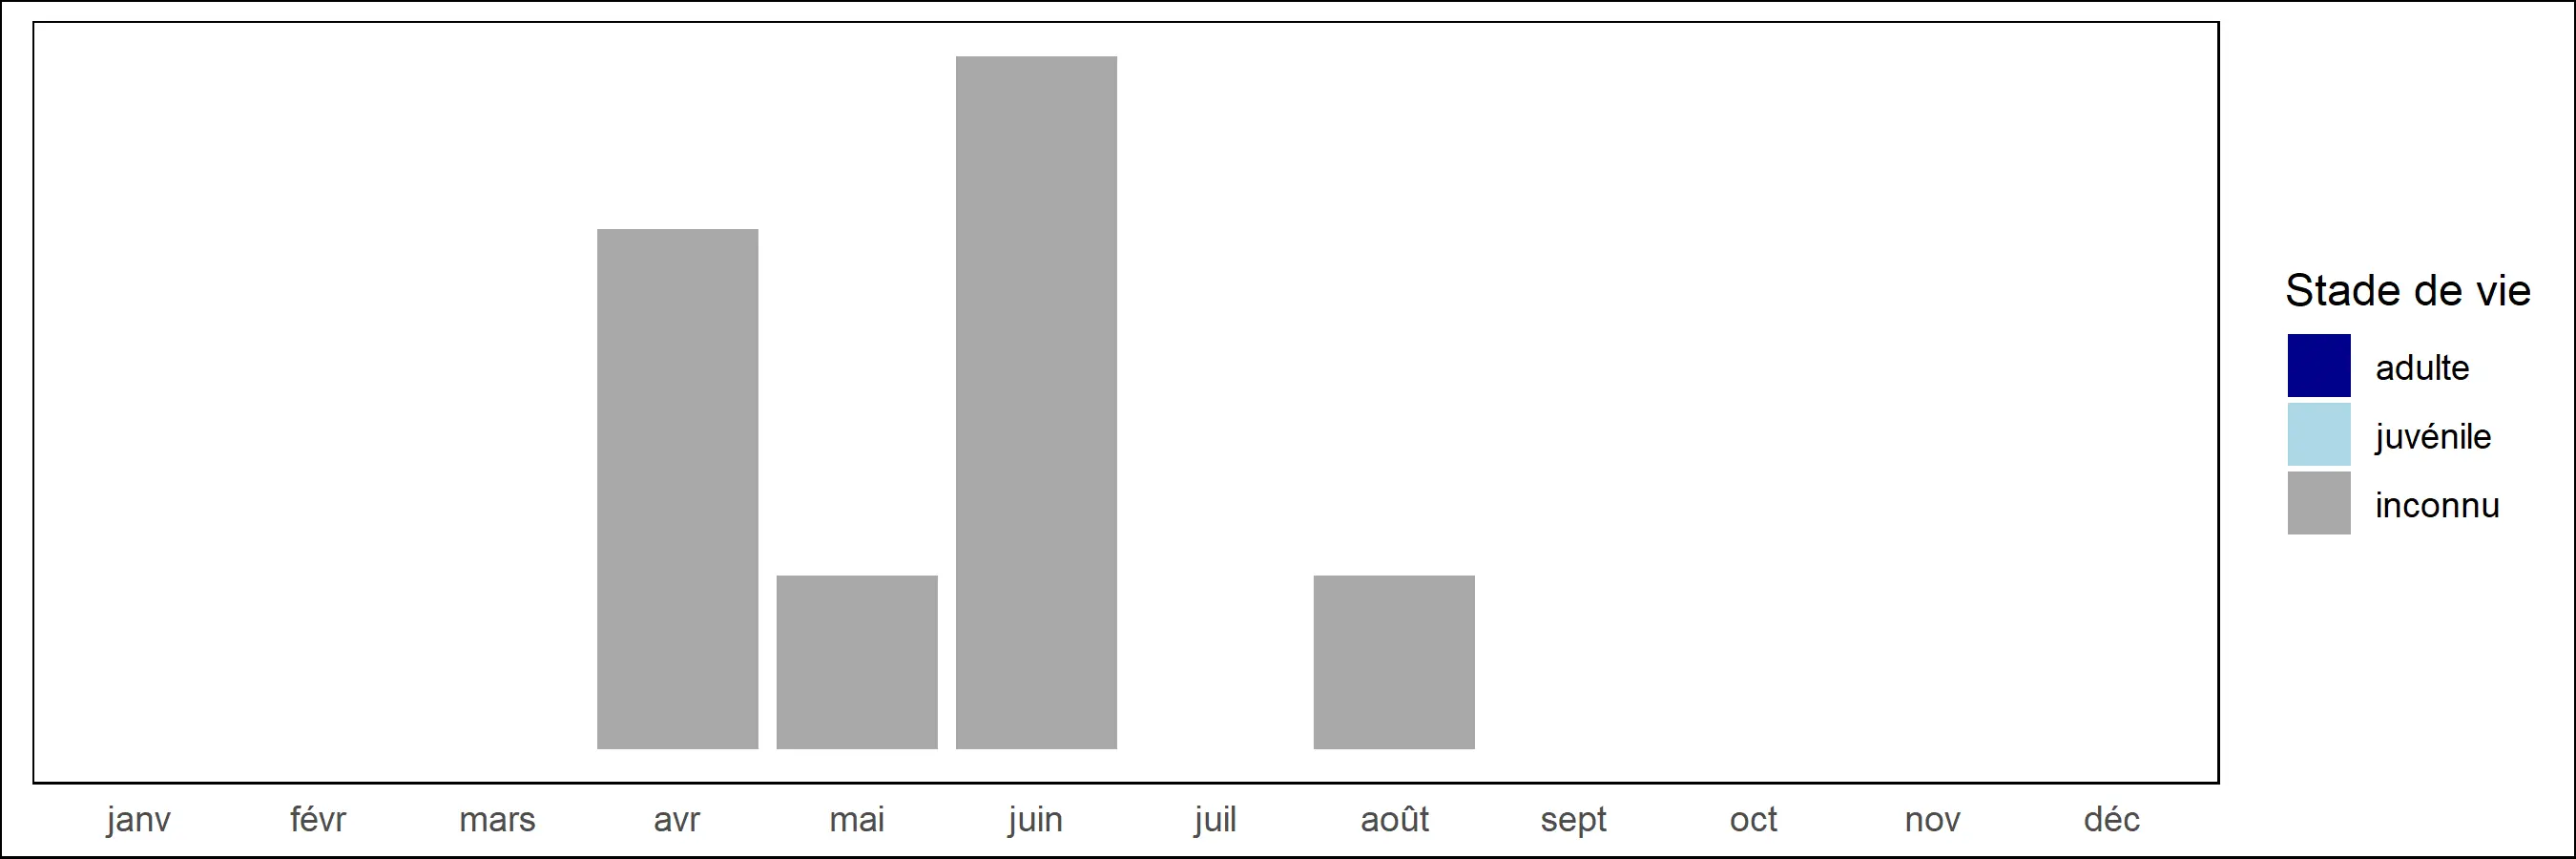 Stade de vie
adulte
juvénile
inconnu
janv févr mars avr mai juin juil août sept oct nov déc